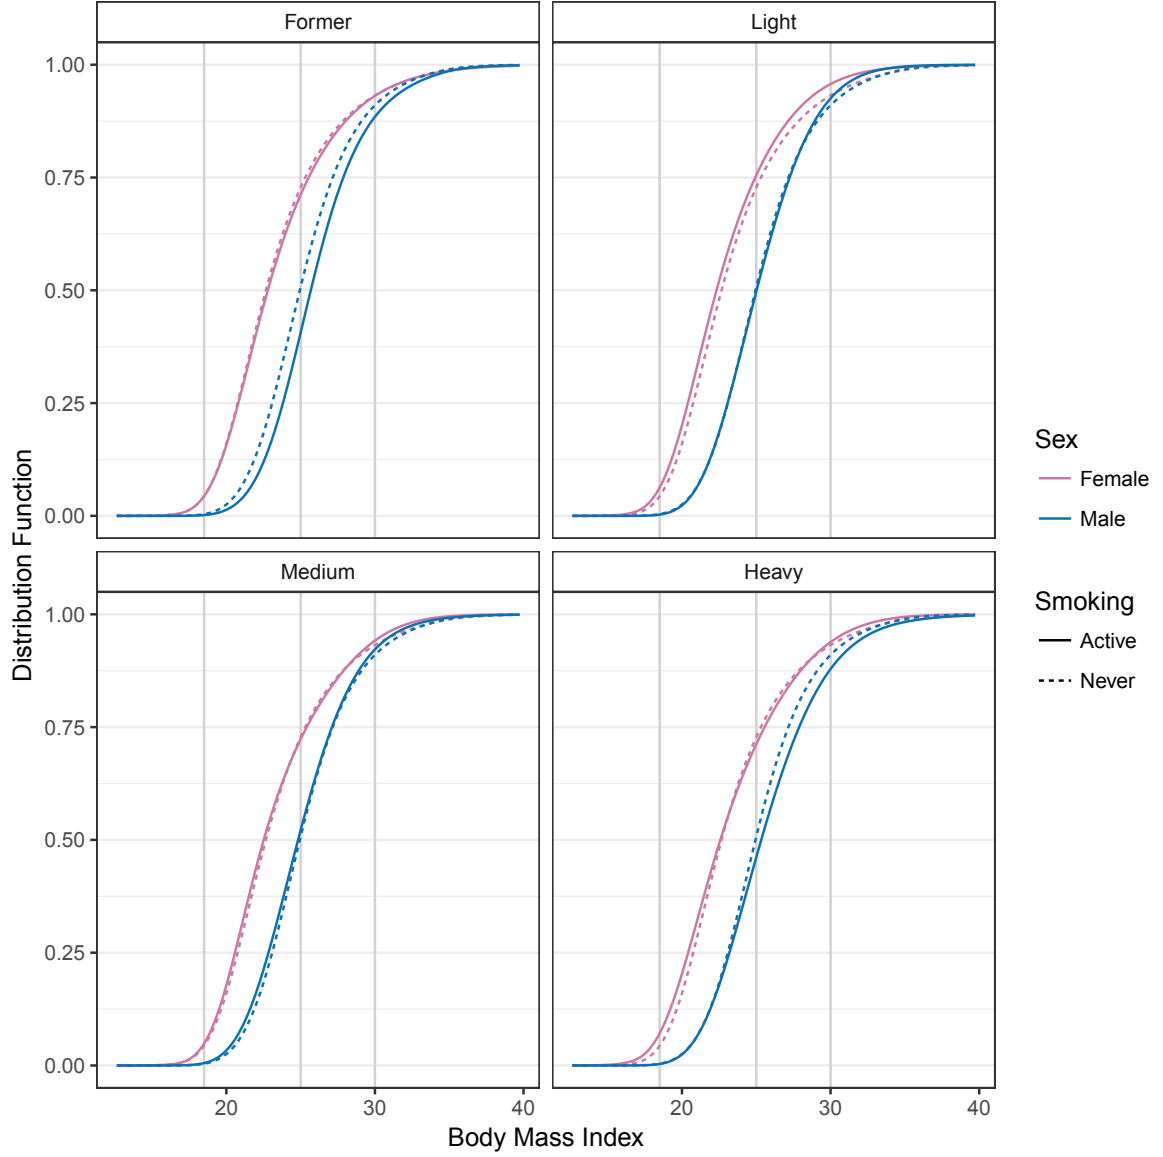 Former
Light
1.00
0.75
0.50
0.25
0.00
Medium
Heavy
1.00
0.75
0.50
0.25
0.00
20
30
40
20
30
40
Body Mass Index
Distribution Function
Sex
Female
Male
Smoking
Active
Never